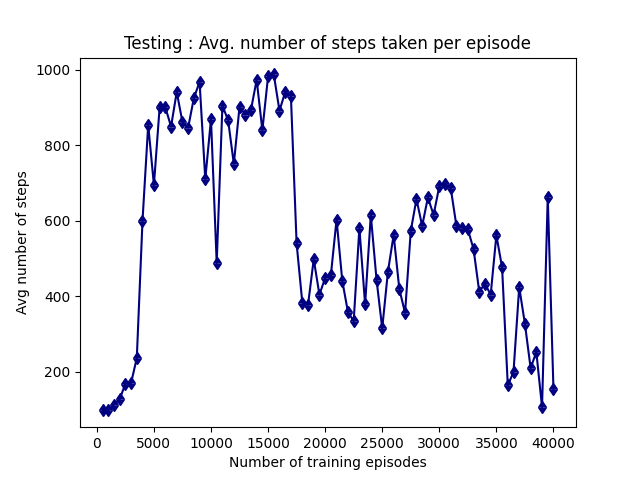 Testing : Avg. number of steps taken per episode
1000
800
600
400
200
Avg number of steps
0 5000 10000 15000 20000 25000 30000 35000 40000
Number of training episodes